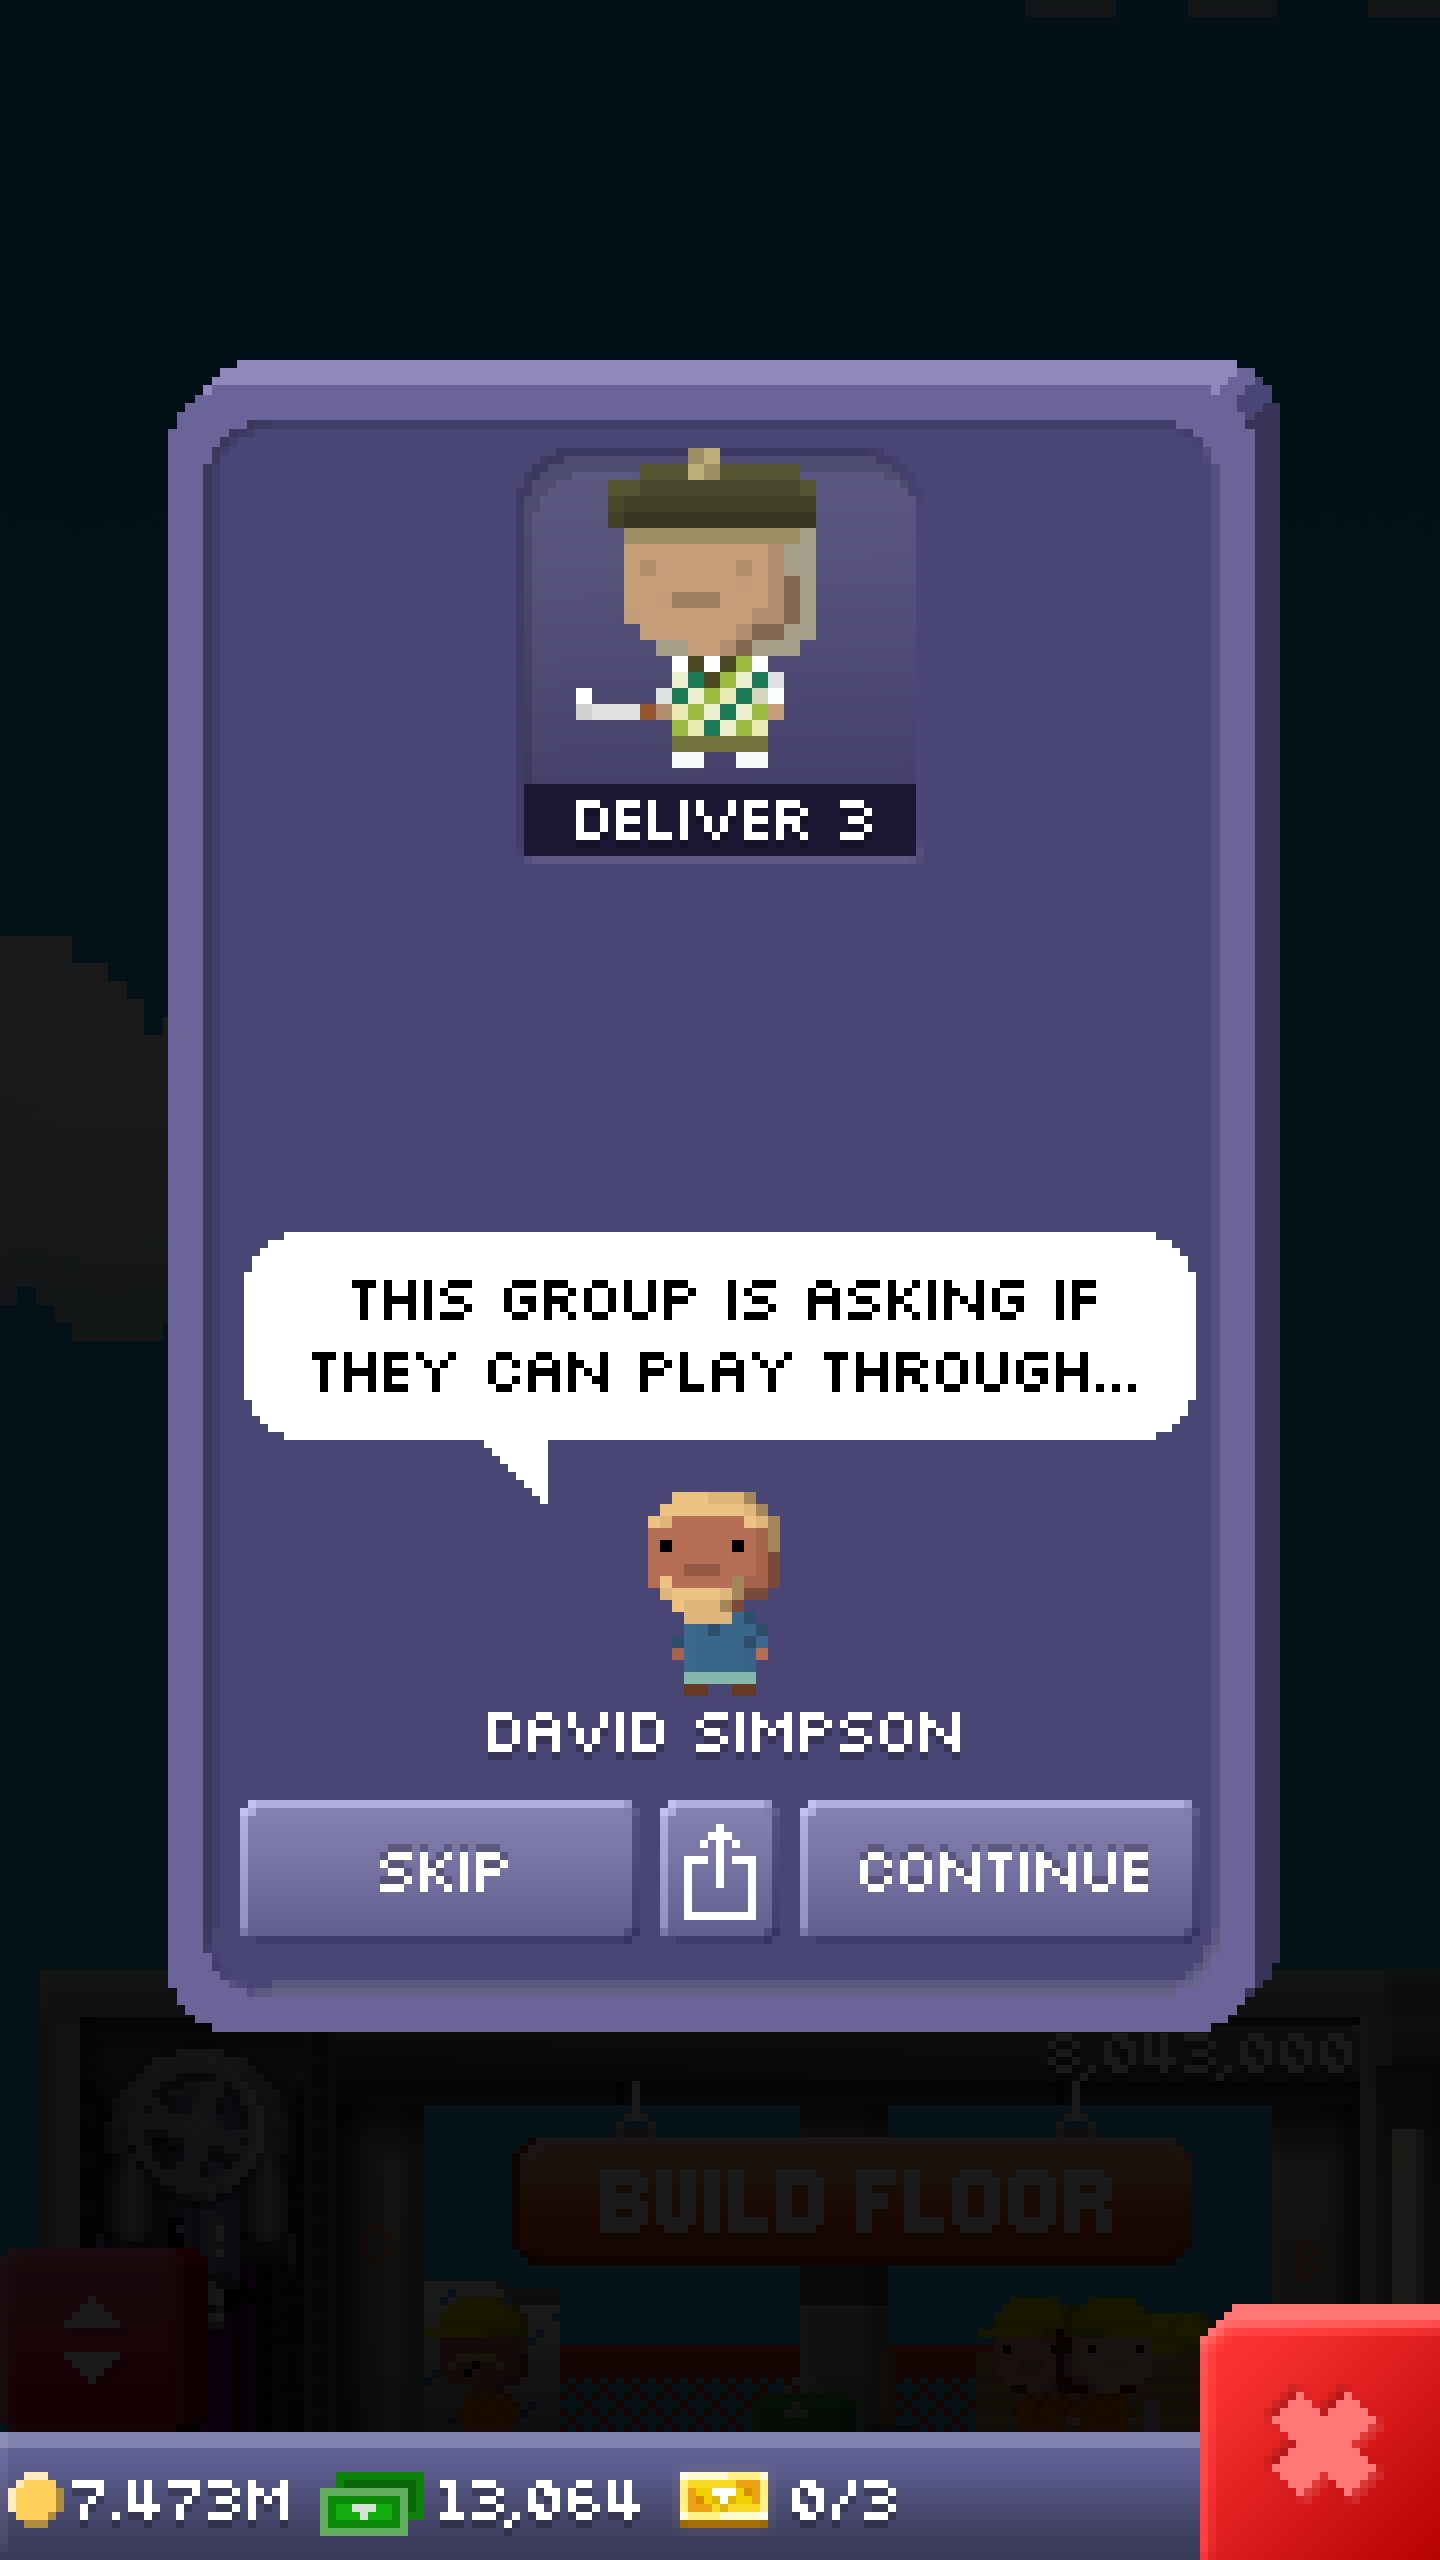 DELIVER 3
THIS GROUP IS ASKING IF
THEY CAN PLAY THROUGH...
DAVID SIMPSON
SKIP
CONTINUE
8,043,000
BUILD FLOOR
7.473M 13,064 0/3